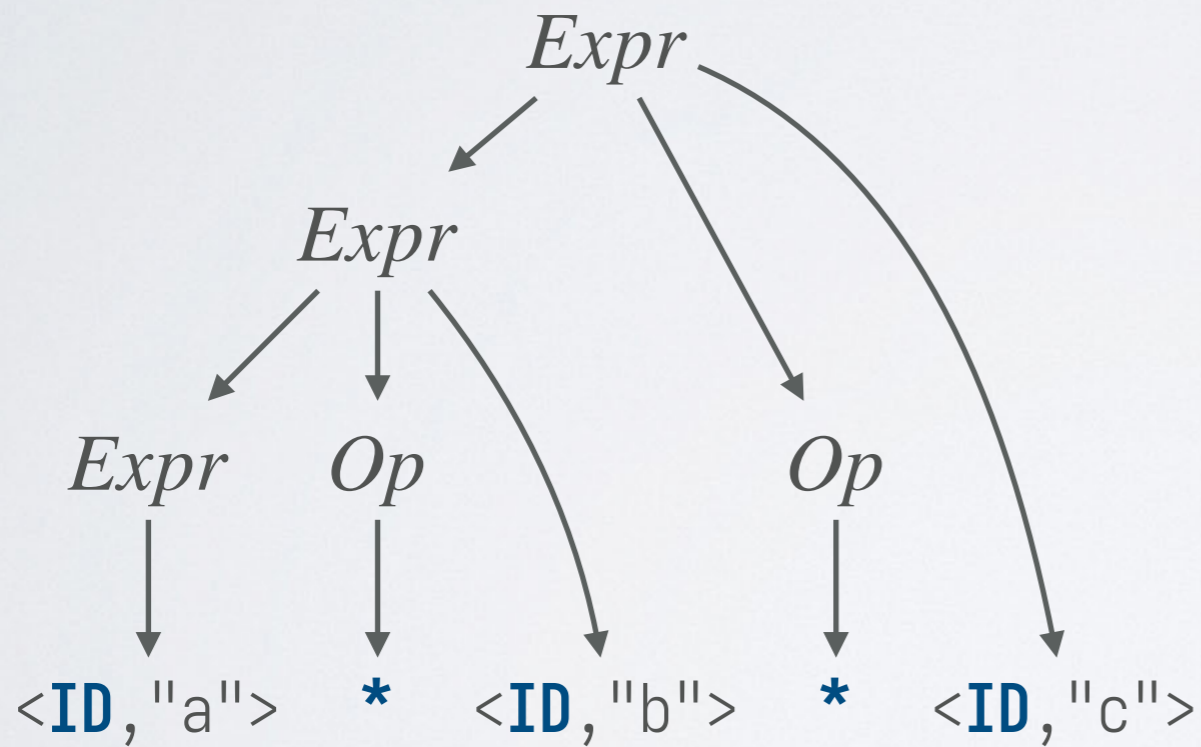 Expr
Expr
Expr Op Op
<ID,"a"> * <ID,"b"> * <ID,"c">